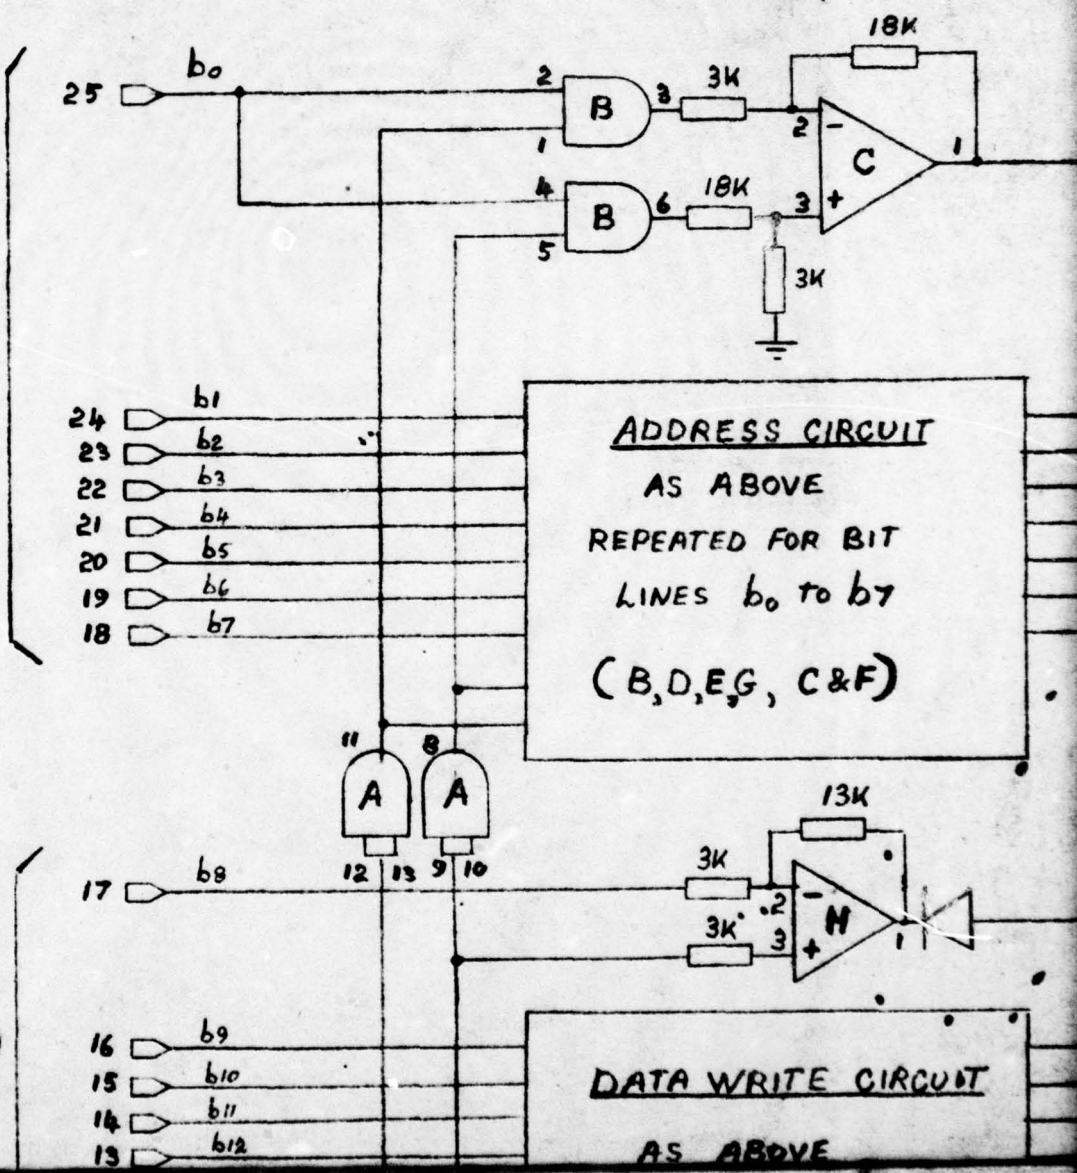 18K
25 b0 2 B 3 3K 2 - C 1
1
4 B 6 18K 3 +
5
3K
24 b1
23 b2
22 b3
21 b4
20 b5
19 b6
18 b7
ADDRESS CIRCUIT
AS ABOVE
REPEATED FOR BIT
LINES b0 to b7
(B,D,E,G, C&F)
11 8
A A
12 13 9 10
13K
17 b8 3K 2 - H 1
3K 3 +
16 b9
15 b10
14 b11
13 b12
DATA WRITE CIRCUIT
AS ABOVE